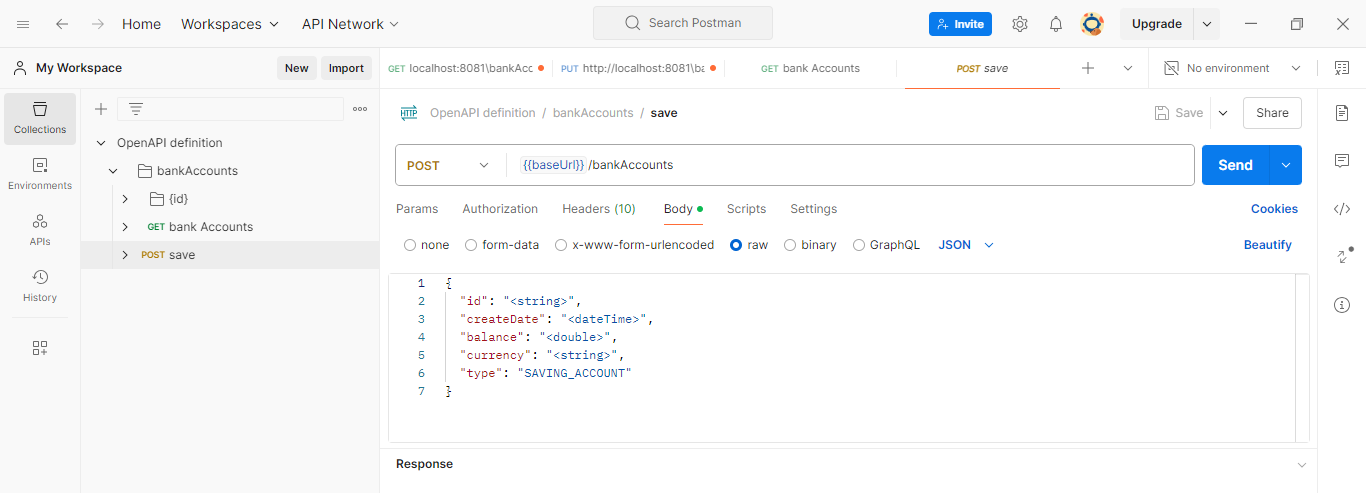 Home Workspaces API Network Search Postman Invite Upgrade
My Workspace New Import GET localhost:8081\bankAcc PUT http://localhost:8081\ba GET bank Accounts POST save No environment
Collections
Environments
APIs
History
OpenAPI definition
bankAccounts
{id}
GET bank Accounts
POST save
HTTP OpenAPI definition / bankAccounts / save Save Share
POST {{baseUrl}} /bankAccounts Send
Params Authorization Headers (10) Body Scripts Settings Cookies
none form-data x-www-form-urlencoded raw binary GraphQL JSON Beautify
1 {
2 "id": "<string>",
3 "createDate": "<dateTime>",
4 "balance": "<double>",
5 "currency": "<string>",
6 "type": "SAVING_ACCOUNT"
7 }
Response